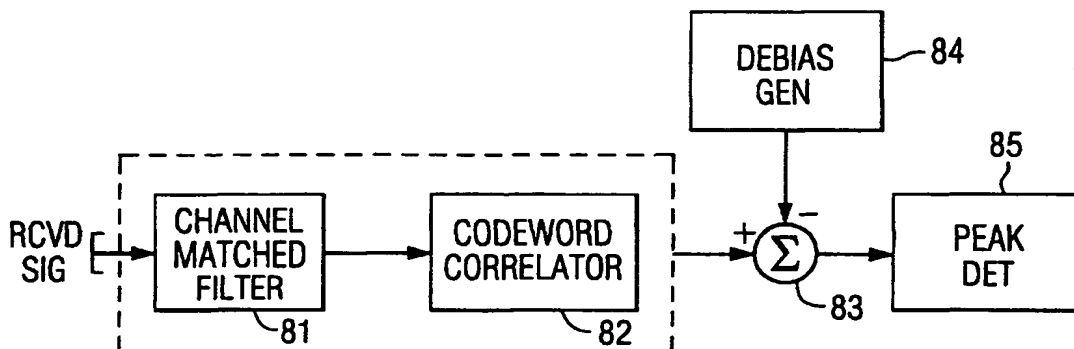 DEBIAS
GEN
84
RCVD
SIG
CHANNEL
MATCHED
FILTER
81
CODEWORD
CORRELATOR
82
+
−
Σ
83
PEAK
DET
85